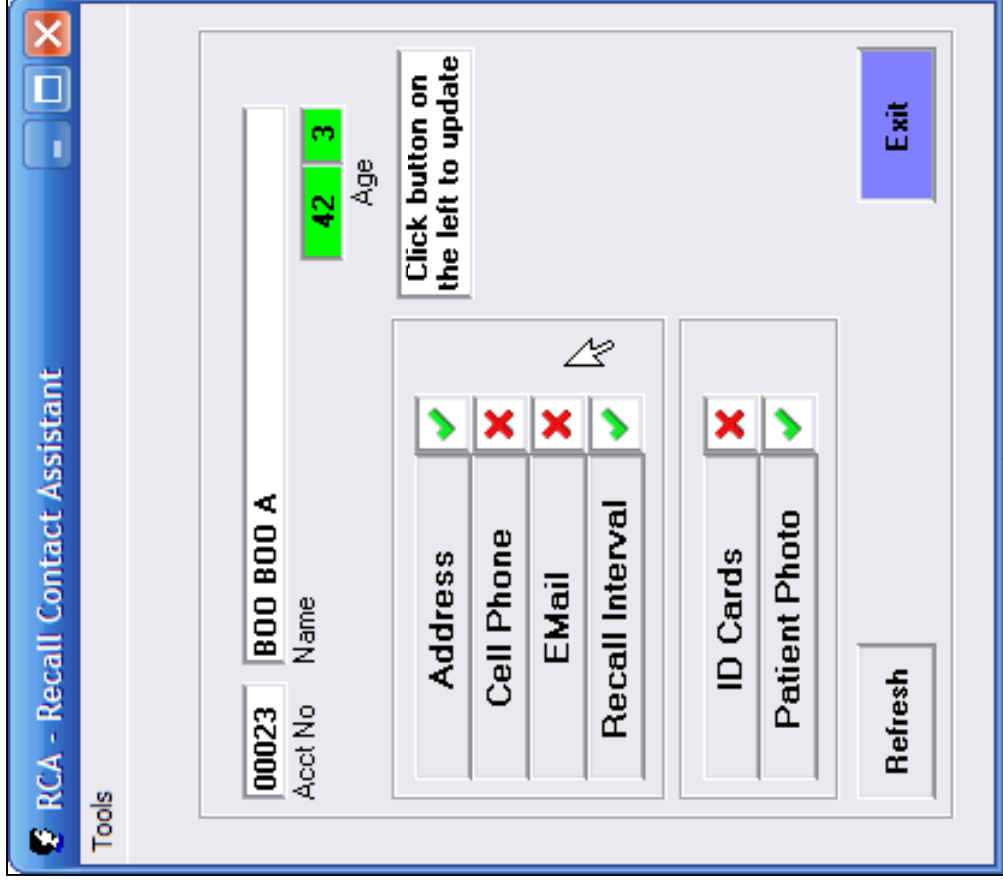 RCA - Recall Contact Assistant
Tools
00023 BOO BOO A
Acct No Name
42 3
Age
Address
Cell Phone
EMail
Recall Interval
Click button on
the left to update
ID Cards
Patient Photo
Refresh Exit